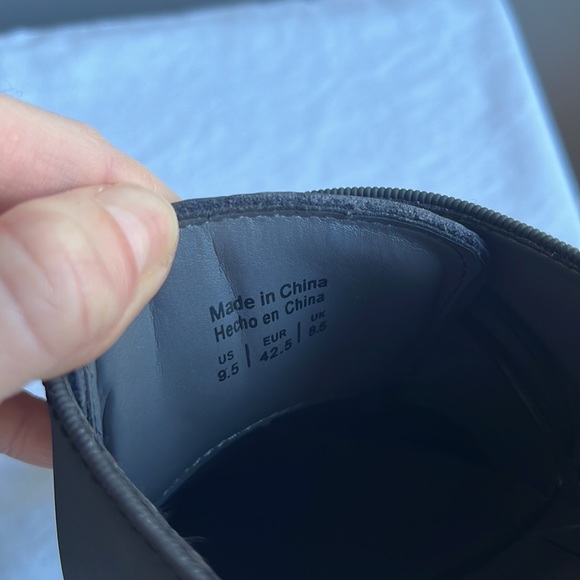 Made in China
Hecho en China
US | EUR | UK
9.5 | 42.5 | 8.5